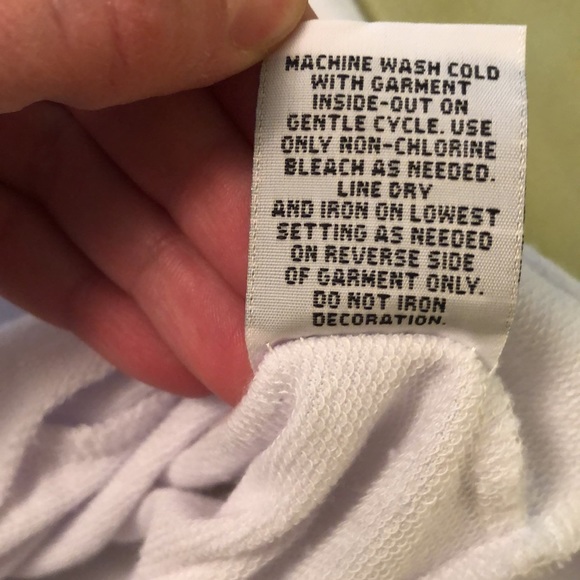 MACHINE WASH COLD
WITH GARMENT
INSIDE-OUT ON
GENTLE CYCLE. USE
ONLY NON-CHLORINE
BLEACH AS NEEDED.
LINE DRY
AND IRON ON LOWEST
SETTING AS NEEDED
ON REVERSE SIDE
OF GARMENT ONLY.
DO NOT IRON
DECORATION.